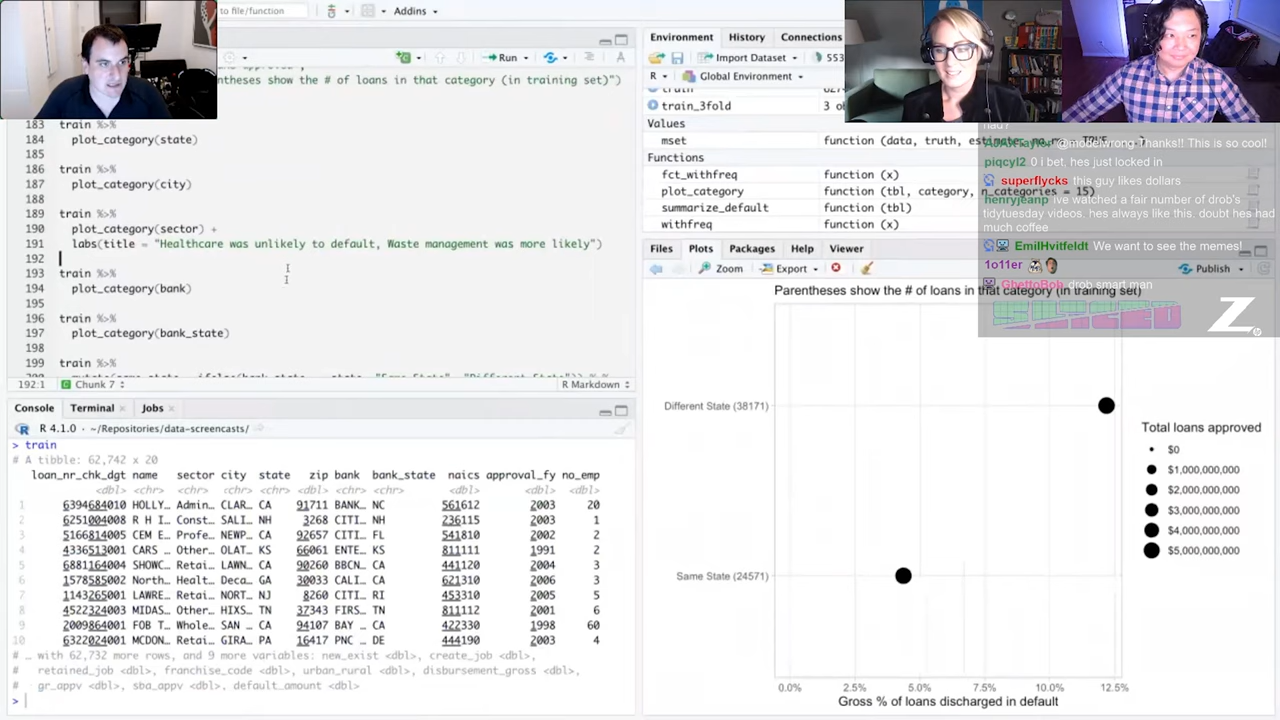 to file/function
Addins
Run
entheses show the # of loans in that category (in training set)")
183 train %>%
184 plot_category(state)
185
186 train %>%
187 plot_category(city)
188
189 train %>%
190 plot_category(sector) +
191 labs(title = "Healthcare was unlikely to default, Waste management was more likely")
192
193 train %>%
194 plot_category(bank)
195
196 train %>%
197 plot_category(bank_state)
198
199 train %>%
192:1 Chunk 7 R Markdown
Console Terminal Jobs
R 4.1.0 · ~/Repositories/data-screencasts/
> train
# A tibble: 62,742 x 20
loan_nr_chk_dgt name sector city state zip bank bank_state naics approval_fy no_emp
<dbl> <chr> <chr> <chr> <chr> <dbl> <chr> <chr> <dbl> <dbl> <dbl>
1 6394684010 HOLLY… Admin… CLAR… CA 91711 BANK… NC 561612 2003 20
2 6251004008 R H I… Const… SALI… NH 3268 CITI… NH 236115 2003 1
3 5166814005 CEM E… Profe… NEWP… CA 92657 CITI… FL 541810 2002 2
4 4336513001 CARS … Other… OLAT… KS 66061 ENTE… KS 811111 1991 2
5 6881164004 SHOWC… Retai… LAWN… CA 90260 BBCN… CA 441120 2004 3
6 1578585002 North… Healt… Deca… GA 30033 CALI… CA 621310 2006 3
7 1143265001 LAWRE… Retai… NORT… NJ 8260 CITI… RI 453310 2005 5
8 4522324003 MIDAS… Other… HIXS… TN 37343 FIRS… TN 811112 2001 6
9 2009864001 FOB T… Whole… SAN … CA 94107 BAY … CA 422330 1998 60
10 6322024001 MCDON… Retai… GIRA… PA 16417 PNC … DE 444190 2003 4
# … with 62,732 more rows, and 9 more variables: new_exist <dbl>, create_job <dbl>,
# retained_job <dbl>, franchise_code <dbl>, urban_rural <dbl>, disbursement_gross <dbl>,
# gr_appv <dbl>, sba_appv <dbl>, default_amount <dbl>
>
Environment History Connections
Import Dataset 553
R Global Environment
train_3fold 3 ob
Values
mset function (data, truth, estimate, na_rm = TRUE
Functions
fct_withfreq function (x)
plot_category function (tbl, category, n_categories = 15)
summarize_default function (tbl)
withfreq function (x)
Files Plots Packages Help Viewer
Zoom Export Publish
Parentheses show the # of loans in that category (in training set)
Different State (38171)
Same State (24571)
0.0% 2.5% 5.0% 7.5% 10.0% 12.5%
Gross % of loans discharged in default
Total loans approved
$0
$1,000,000,000
$2,000,000,000
$3,000,000,000
$4,000,000,000
$5,000,000,000
had?
@modelwrong Thanks!! This is so cool!
piqcyl2 0 i bet, hes just locked in
superflycks this guy likes dollars
henryjeanp ive watched a fair number of drob's
tidytuesday videos. hes always like this. doubt hes had
much coffee
EmilHvitfeldt We want to see the memes!
1o11er
GhettoBob drob smart man
SLICED
Z